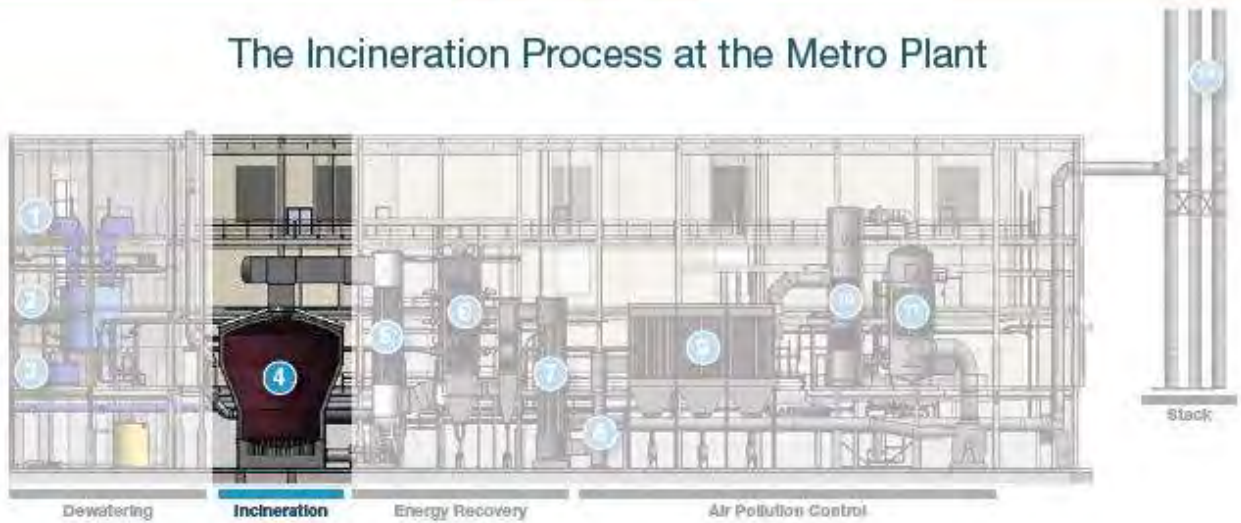 The Incineration Process at the Metro Plant
1
2
3
4
5
6
7
8
9
10
11
Stack
Dewatering
Incineration
Energy Recovery
Air Pollution Control